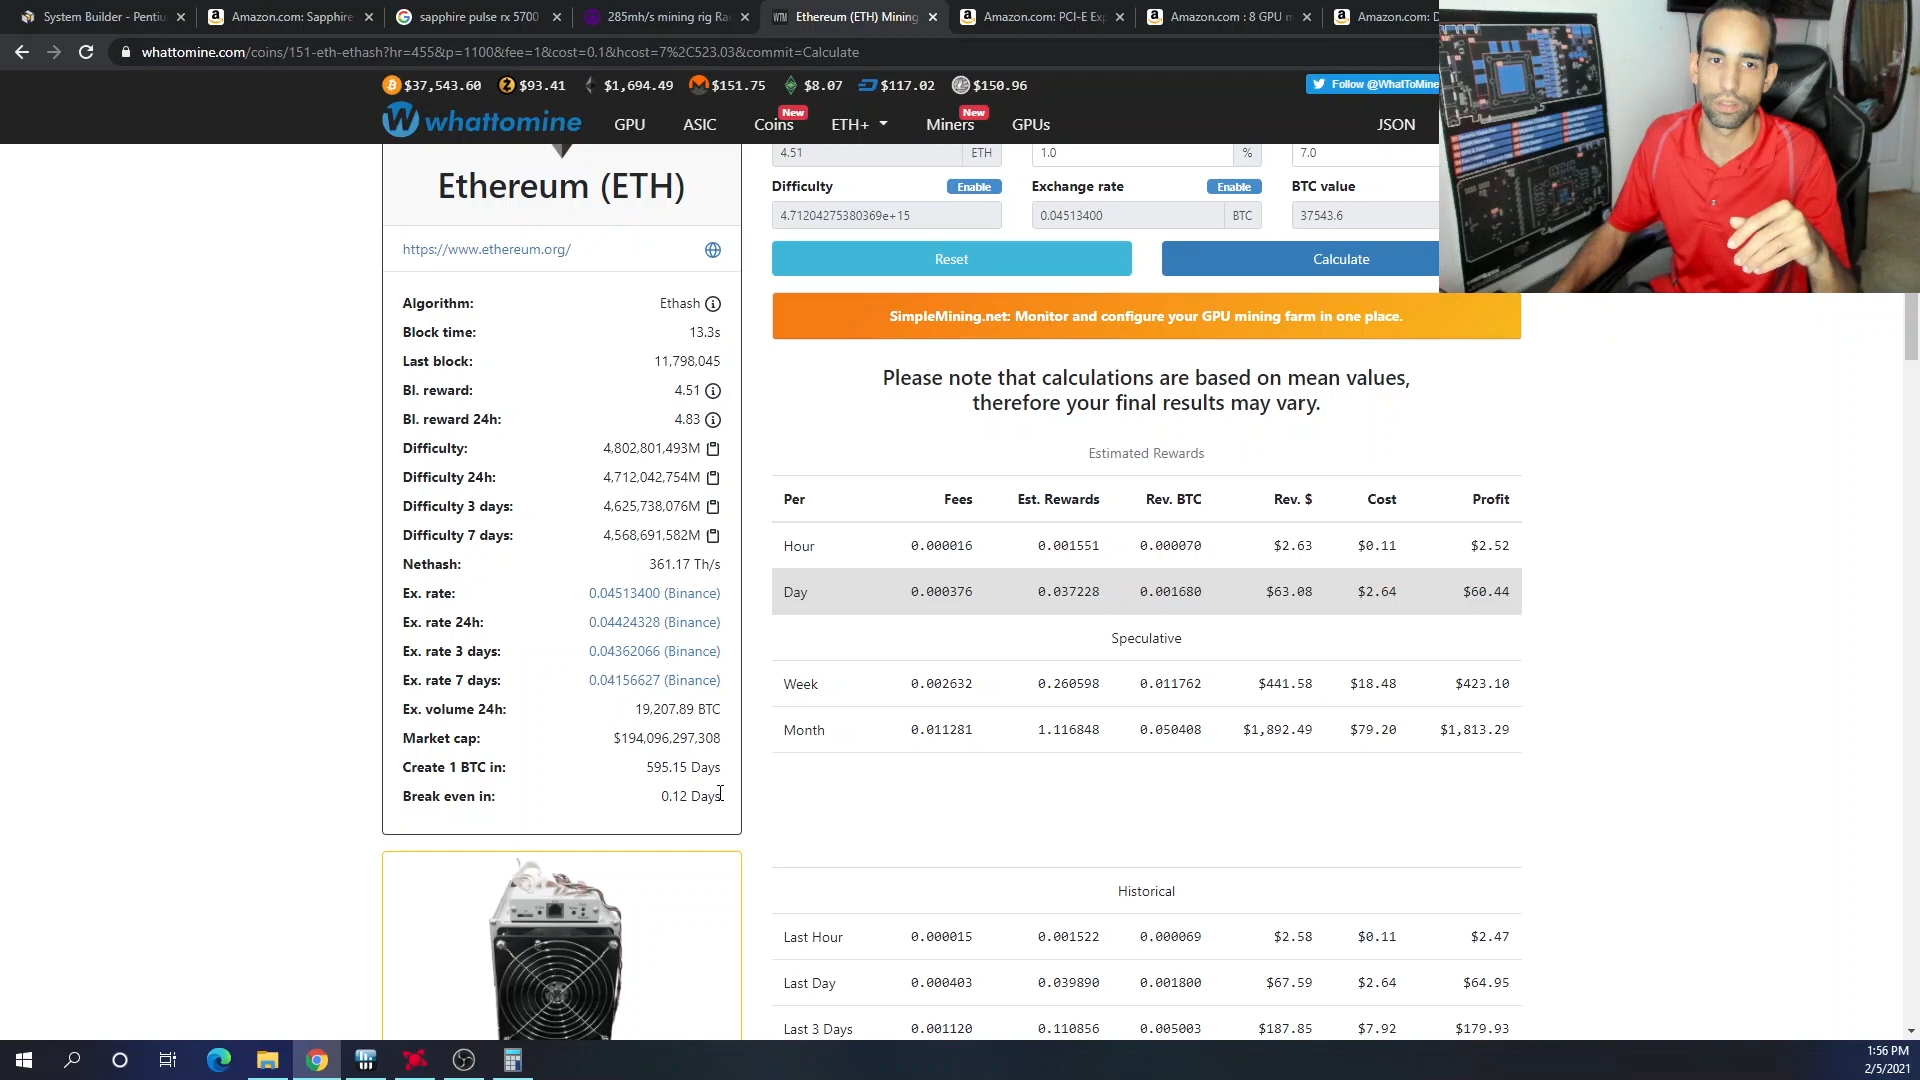 System Builder - Pentiu
Amazon.com: Sapphire
sapphire pulse rx 5700
285mh/s mining rig Ra
Ethereum (ETH) Mining
Amazon.com: PCI-E Exp
Amazon.com : 8 GPU m
Amazon.com: D
whattomine.com/coins/151-eth-ethash?hr=455&p=1100&fee=1&cost=0.1&hcost=7%2C523.03&commit=Calculate
$37,543.60 $93.41 $1,694.49 $151.75 $8.07 $117.02 $150.96
Follow @WhatToMine
whattomine
GPU
ASIC
Coins
New
ETH+
Miners
New
GPUs
JSON
Ethereum (ETH)
https://www.ethereum.org/
Algorithm: Ethash
Block time: 13.3s
Last block: 11,798,045
Bl. reward: 4.51
Bl. reward 24h: 4.83
Difficulty: 4,802,801,493M
Difficulty 24h: 4,712,042,754M
Difficulty 3 days: 4,625,738,076M
Difficulty 7 days: 4,568,691,582M
Nethash: 361.17 Th/s
Ex. rate: 0.04513400 (Binance)
Ex. rate 24h: 0.04424328 (Binance)
Ex. rate 3 days: 0.04362066 (Binance)
Ex. rate 7 days: 0.04156627 (Binance)
Ex. volume 24h: 19,207.89 BTC
Market cap: $194,096,297,308
Create 1 BTC in: 595.15 Days
Break even in: 0.12 Days
4.51 ETH 1.0 % 7.0
Difficulty Enable Exchange rate Enable BTC value
4.71204275380369e+15 0.04513400 BTC 37543.6
Reset Calculate
SimpleMining.net: Monitor and configure your GPU mining farm in one place.
Please note that calculations are based on mean values,
therefore your final results may vary.
Estimated Rewards
Per Fees Est. Rewards Rev. BTC Rev. $ Cost Profit
Hour 0.000016 0.001551 0.000070 $2.63 $0.11 $2.52
Day 0.000376 0.037228 0.001680 $63.08 $2.64 $60.44
Speculative
Week 0.002632 0.260598 0.011762 $441.58 $18.48 $423.10
Month 0.011281 1.116848 0.050408 $1,892.49 $79.20 $1,813.29
Historical
Last Hour 0.000015 0.001522 0.000069 $2.58 $0.11 $2.47
Last Day 0.000403 0.039890 0.001800 $67.59 $2.64 $64.95
Last 3 Days 0.001120 0.110856 0.005003 $187.85 $7.92 $179.93
1:56 PM
2/5/2021